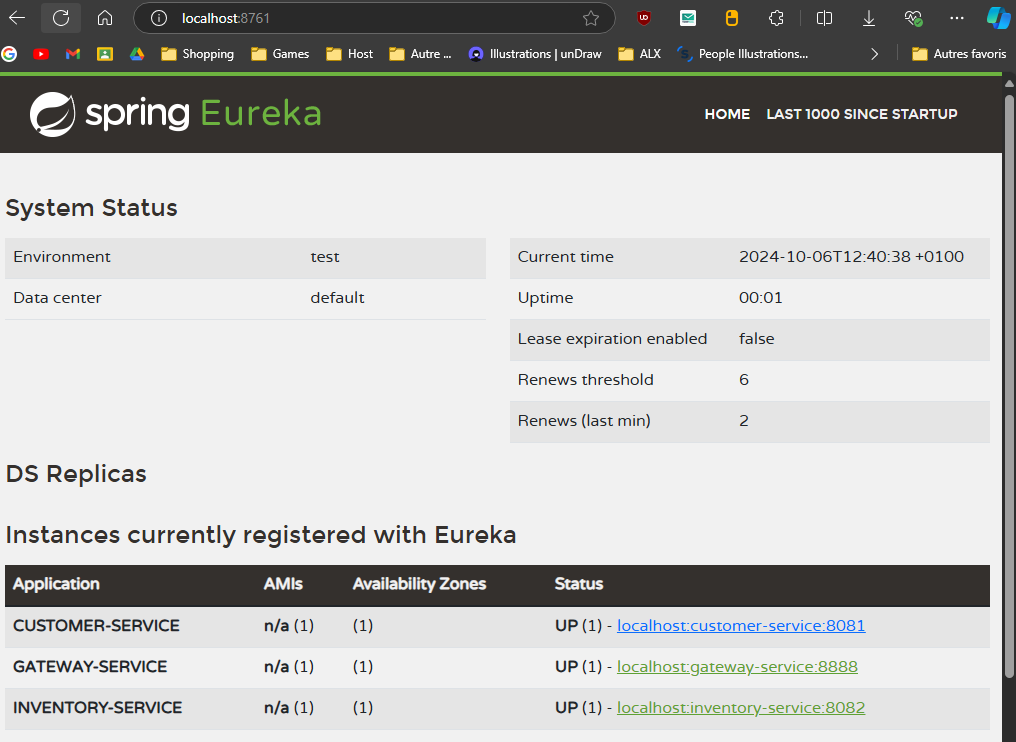 localhost:8761
Shopping Games Host Autre ... Illustrations | unDraw ALX People Illustrations... Autres favoris
spring Eureka
HOME LAST 1000 SINCE STARTUP
System Status
Environment test
Data center default
Current time 2024-10-06T12:40:38 +0100
Uptime 00:01
Lease expiration enabled false
Renews threshold 6
Renews (last min) 2
DS Replicas
Instances currently registered with Eureka
Application AMIs Availability Zones Status
CUSTOMER-SERVICE n/a (1) (1) UP (1) - localhost:customer-service:8081
GATEWAY-SERVICE n/a (1) (1) UP (1) - localhost:gateway-service:8888
INVENTORY-SERVICE n/a (1) (1) UP (1) - localhost:inventory-service:8082